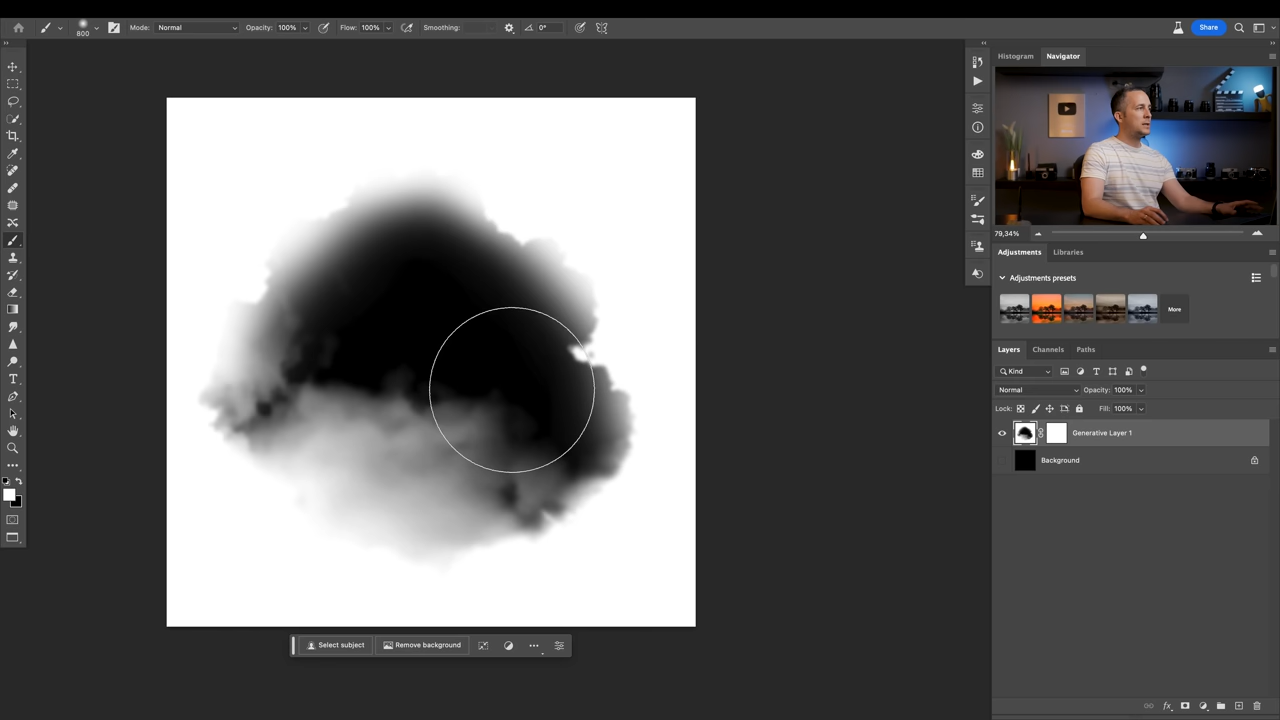 Mode: Normal Opacity: 100% Flow: 100% Smoothing: 0°
800
Share
Histogram Navigator
79,34%
Adjustments Libraries
Adjustments presets
More
Layers Channels Paths
Kind
Normal Opacity: 100%
Lock: Fill: 100%
Generative Layer 1
Background
Select subject Remove background